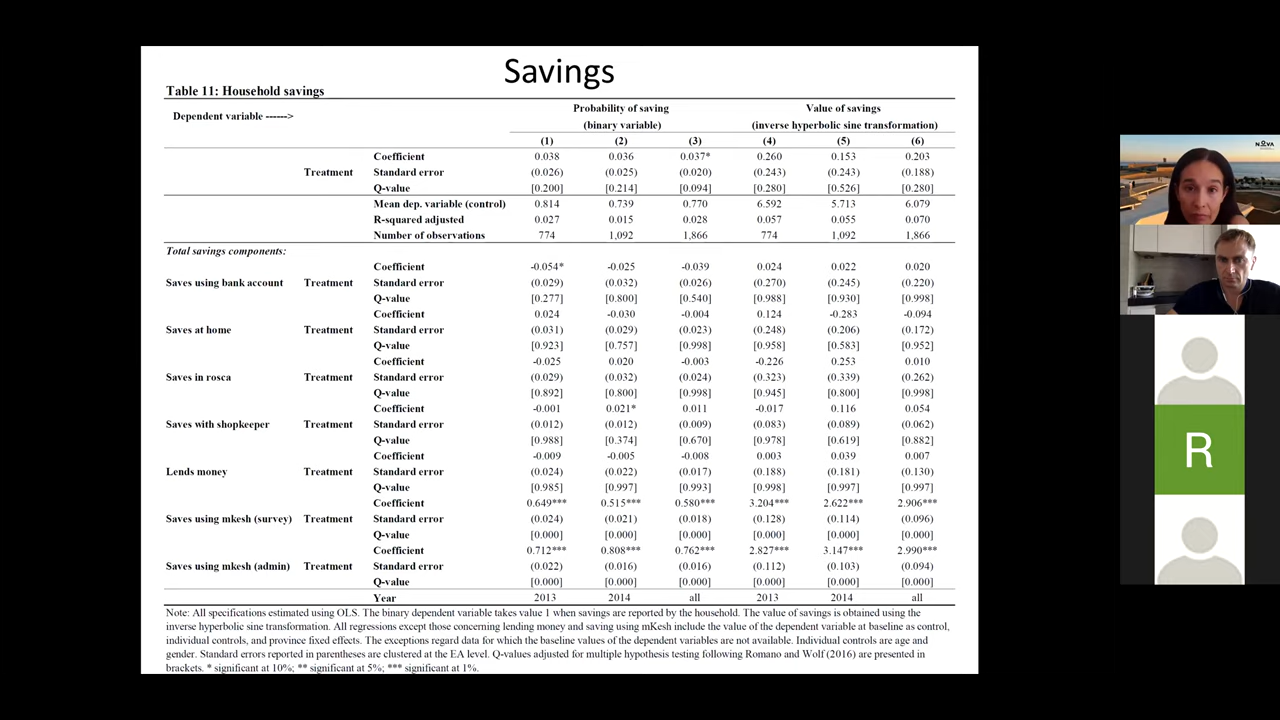 Savings
Table 11: Household savings
Dependent variable ------> Probability of saving Value of savings
(binary variable) (inverse hyperbolic sine transformation)
(1) (2) (3) (4) (5) (6)
Coefficient 0.038 0.036 0.037* 0.260 0.153 0.203
Treatment Standard error (0.026) (0.025) (0.020) (0.243) (0.243) (0.188)
Q-value [0.200] [0.214] [0.094] [0.280] [0.526] [0.280]
Mean dep. variable (control) 0.814 0.739 0.770 6.592 5.713 6.079
R-squared adjusted 0.027 0.015 0.028 0.057 0.055 0.070
Number of observations 774 1,092 1,866 774 1,092 1,866
Total savings components:
Coefficient -0.054* -0.025 -0.039 0.024 0.022 0.020
Saves using bank account Treatment Standard error (0.029) (0.032) (0.026) (0.270) (0.245) (0.220)
Q-value [0.277] [0.800] [0.540] [0.988] [0.930] [0.998]
Coefficient 0.024 -0.030 -0.004 0.124 -0.283 -0.094
Saves at home Treatment Standard error (0.031) (0.029) (0.023) (0.248) (0.206) (0.172)
Q-value [0.923] [0.757] [0.998] [0.958] [0.583] [0.952]
Coefficient -0.025 0.020 -0.003 -0.226 0.253 0.010
Saves in rosca Treatment Standard error (0.029) (0.032) (0.024) (0.323) (0.339) (0.262)
Q-value [0.892] [0.800] [0.998] [0.945] [0.800] [0.998]
Coefficient -0.001 0.021* 0.011 -0.017 0.116 0.054
Saves with shopkeeper Treatment Standard error (0.012) (0.012) (0.009) (0.083) (0.089) (0.062)
Q-value [0.988] [0.374] [0.670] [0.978] [0.619] [0.882]
Coefficient -0.009 -0.005 -0.008 0.003 0.039 0.007
Lends money Treatment Standard error (0.024) (0.022) (0.017) (0.188) (0.181) (0.130)
Q-value [0.985] [0.997] [0.993] [0.998] [0.997] [0.997]
Coefficient 0.649*** 0.515*** 0.580*** 3.204*** 2.622*** 2.906***
Saves using mkesh (survey) Treatment Standard error (0.024) (0.021) (0.018) (0.128) (0.114) (0.096)
Q-value [0.000] [0.000] [0.000] [0.000] [0.000] [0.000]
Coefficient 0.712*** 0.808*** 0.762*** 2.827*** 3.147*** 2.990***
Saves using mkesh (admin) Treatment Standard error (0.022) (0.016) (0.016) (0.112) (0.103) (0.094)
Q-value [0.000] [0.000] [0.000] [0.000] [0.000] [0.000]
Year 2013 2014 all 2013 2014 all
Note: All specifications estimated using OLS. The binary dependent variable takes value 1 when savings are reported by the household. The value of savings is obtained using the
inverse hyperbolic sine transformation. All regressions except those concerning lending money and saving using mKesh include the value of the dependent variable at baseline as control,
individual controls, and province fixed effects. The exceptions regard data for which the baseline values of the dependent variables are not available. Individual controls are age and
gender. Standard errors reported in parentheses are clustered at the EA level. Q-values adjusted for multiple hypothesis testing following Romano and Wolf (2016) are presented in
brackets. * significant at 10%; ** significant at 5%; *** significant at 1%.
NOVA
R